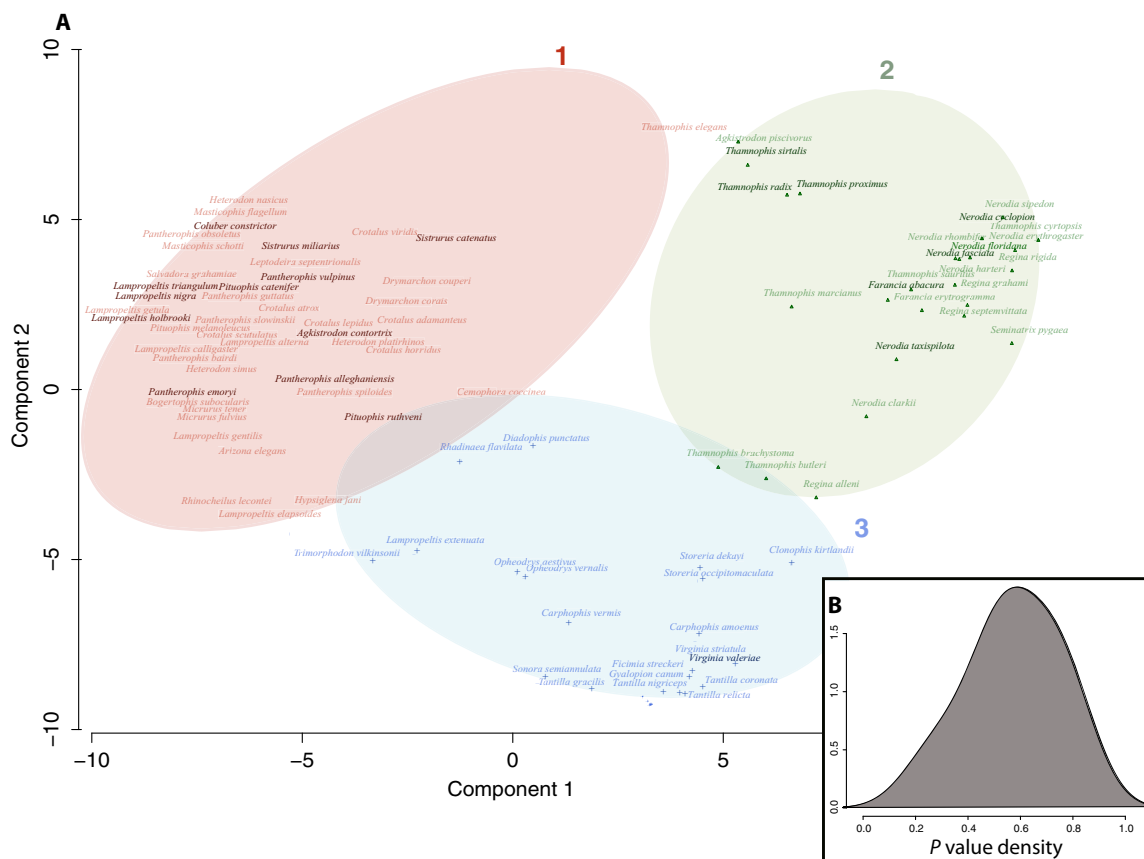 A
1
2
3
Component 2
10
5
0
−5
−10
Thamnophis elegans
Agkistrodon piscivorus
Thamnophis sirtalis
Thamnophis radix
Thamnophis proximus
Heterodon nasicus
Masticophis flagellum
Coluber constrictor
Pantherophis obsoletus
Masticophis schotti
Sistrurus miliarius
Crotalus viridis
Sistrurus catenatus
Nerodia sipedon
Nerodia cyclopion
Thamnophis cyrtopsis
Nerodia rhombifer
Nerodia erythrogaster
Nerodia floridana
Nerodia fasciata
Regina rigida
Leptodeira septentrionalis
Salvadora grahamiae
Pantherophis vulpinus
Drymarchon couperi
Nerodia harteri
Thamnophis sauritus
Regina grahami
Lampropeltis triangulum
Pituophis catenifer
Farancia abacura
Lampropeltis nigra
Pantherophis guttatus
Thamnophis marcianus
Farancia erytrogramma
Drymarchon corais
Lampropeltis getula
Crotalus atros
Regina septemvittata
Lampropeltis holbrooki
Pantherophis slowinskii
Crotalus lepidus
Crotalus adamanteus
Pituophis melanoleucus
Crotalus scutulatus
Agkistrodon contortrix
Seminatrix pygaea
Lampropeltis alterna
Heterodon platirhinos
Lampropeltis calligaster
Crotalus horridus
Nerodia taxispilota
Pantherophis bairdi
Heterodon simus
Pantherophis alleghaniensis
Pantherophis emoryi
Pantherophis spiloides
Cemophora coccinea
Bogertophis subocularis
Micrurus tener
Micrurus fulvius
Pituophis ruthveni
Nerodia clarkii
Lampropeltis gentilis
Arizona elegans
Rhadinaea flavilata
Diadophis punctatus
Thamnophis brachystoma
Thamnophis butleri
Regina alleni
Rhinocheilus lecontei
Hypsiglena jani
Lampropeltis elapsoides
Trimorphodon vilkinsonii
Lampropeltis extenuata
Opheodrys aestivus
Opheodrys vernalis
Storeria dekayi
Clonophis kirtlandii
Storeria occipitomaculata
Carphophis vermis
Carphophis amoenus
Virginia striatula
Virginia valeriae
Ficimia streckeri
Sonora semiannulata
Gyalopion canum
Tantilla gracilis
Tantilla nigriceps
Tantilla coronata
Tantilla relicta
−10
−5
0
5
Component 1
B
1.5
1.0
0.5
0.0
0.0 0.2 0.4 0.6 0.8 1.0
P value density